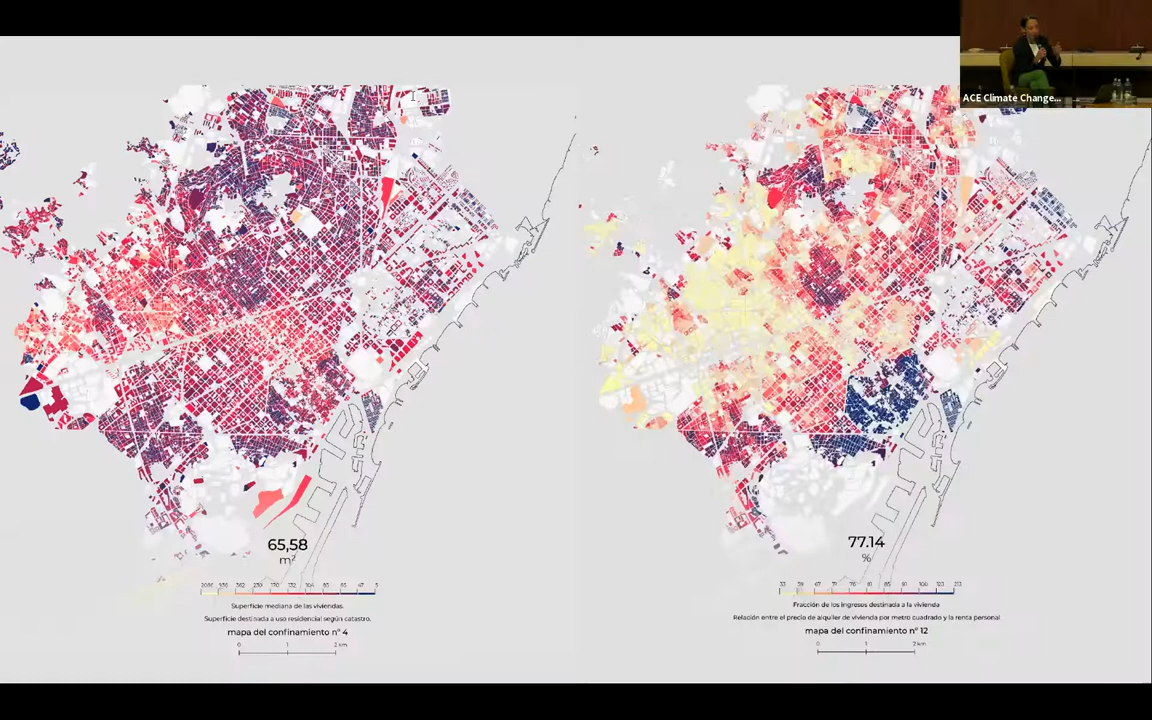 ACE Climate Change...
65,58
m²
Superficie mediana de las viviendas.
Superficie destinada a uso residencial según catastro.
mapa del confinamiento nº 4
0 1 2 km
77.14
%
33 59 67 71 76 81 85 91 100 123 213
Fracción de los ingresos destinada a la vivienda
Relación entre el precio de alquiler de vivienda por metro cuadrado y la renta personal
mapa del confinamiento nº 12
0 1 2 km